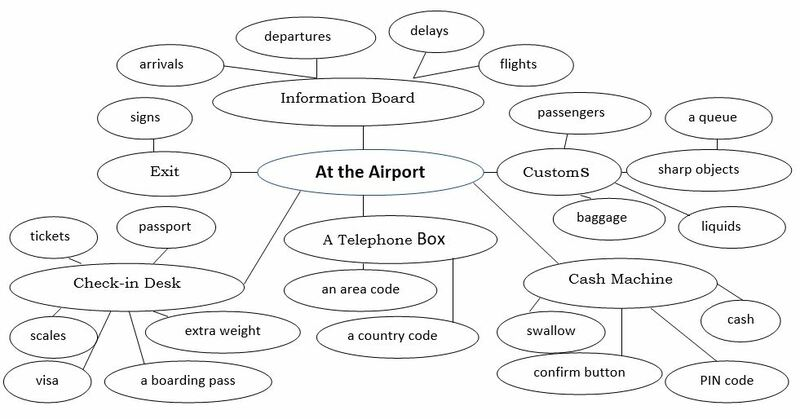 departures
delays
arrivals
flights
Information Board
signs
passengers
a queue
Exit
At the Airport
CustomS
sharp objects
baggage
liquids
tickets
passport
A Telephone Box
Check-in Desk
an area code
Cash Machine
scales
extra weight
a country code
swallow
cash
visa
a boarding pass
confirm button
PIN code